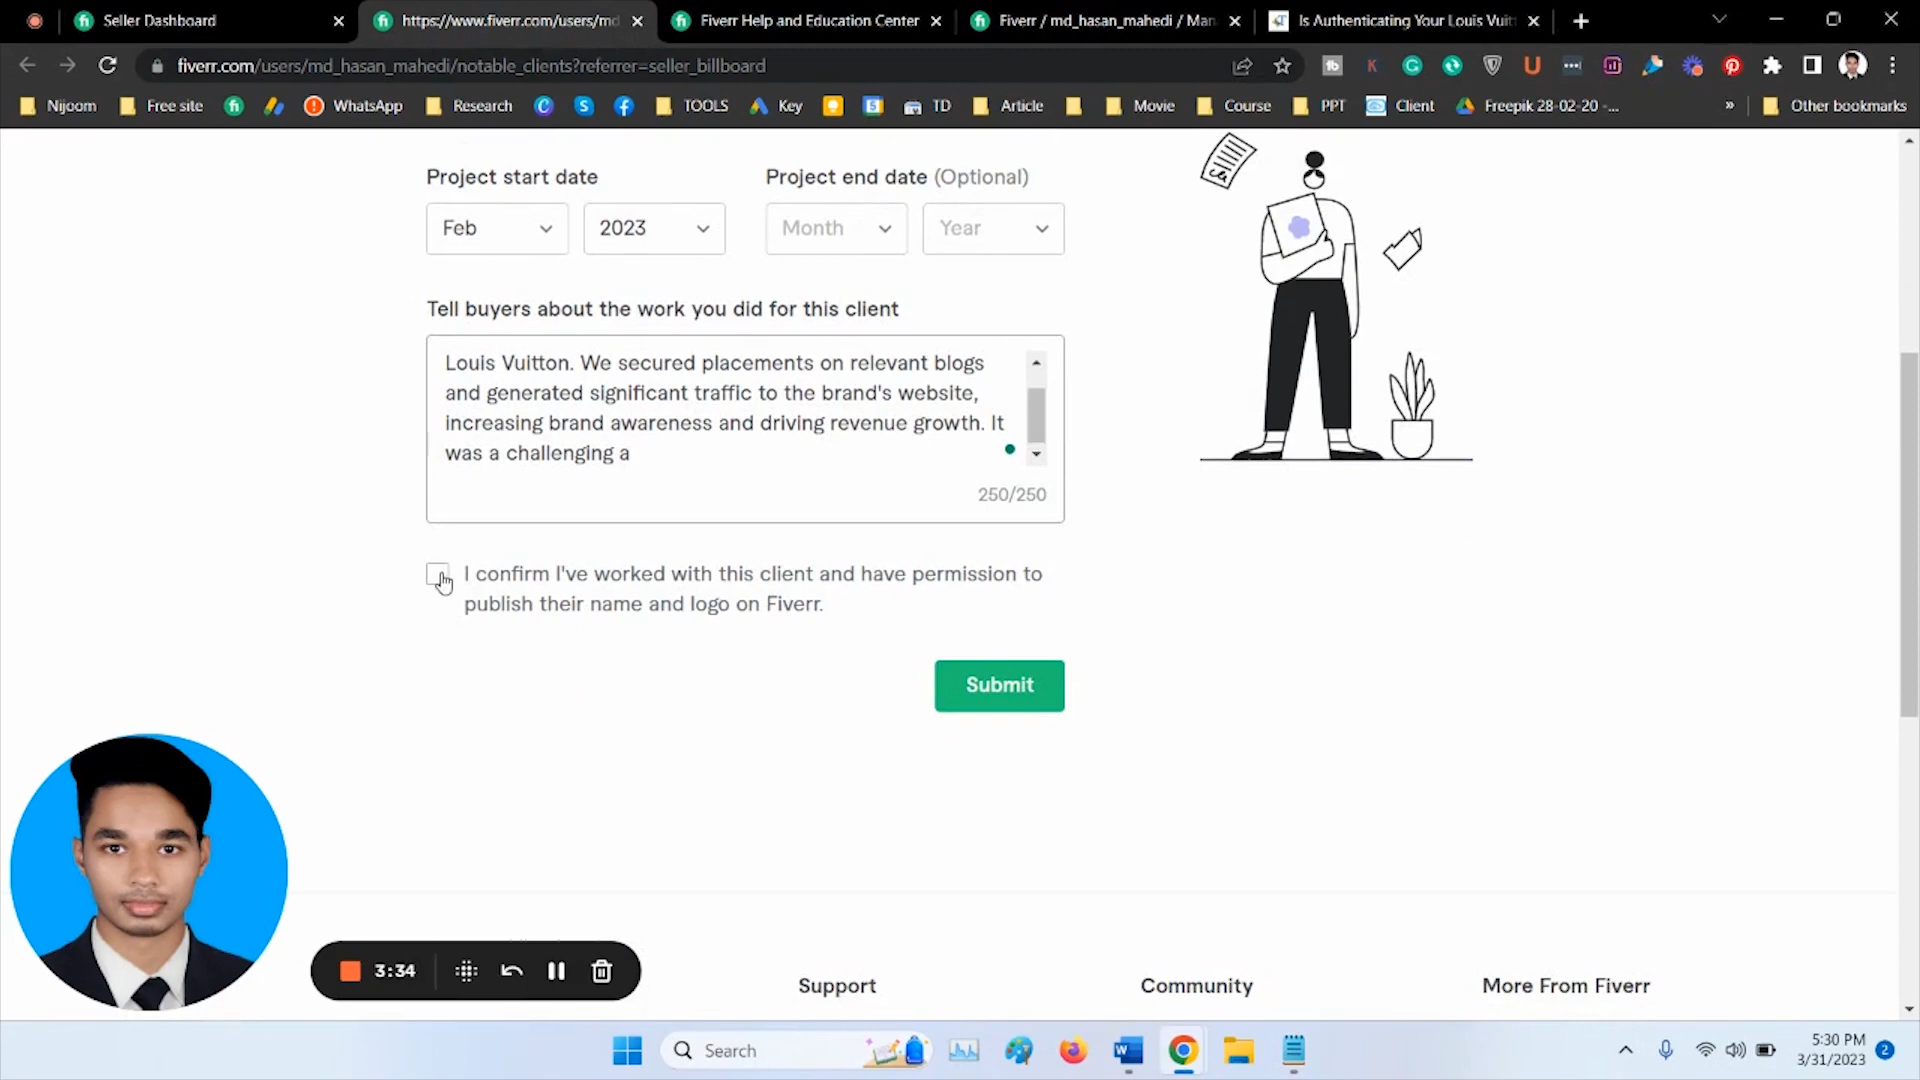 Seller Dashboard
https://www.fiverr.com/users/md
Fiverr Help and Education Center
Fiverr / md_hasan_mahedi / Man
Is Authenticating Your Louis Vuit
fiverr.com/users/md_hasan_mahedi/notable_clients?referrer=seller_billboard
Nijoom
Free site
WhatsApp
Research
TOOLS
Key
TD
Article
Movie
Course
PPT
Client
Freepik 28-02-20 -...
»
Other bookmarks
Project start date
Project end date (Optional)
Feb
2023
Month
Year
Tell buyers about the work you did for this client
Louis Vuitton. We secured placements on relevant blogs
and generated significant traffic to the brand's website,
increasing brand awareness and driving revenue growth. It
was a challenging a
250/250
I confirm I've worked with this client and have permission to
publish their name and logo on Fiverr.
Submit
3:34
Support
Community
More From Fiverr
Search
5:30 PM
3/31/2023
2